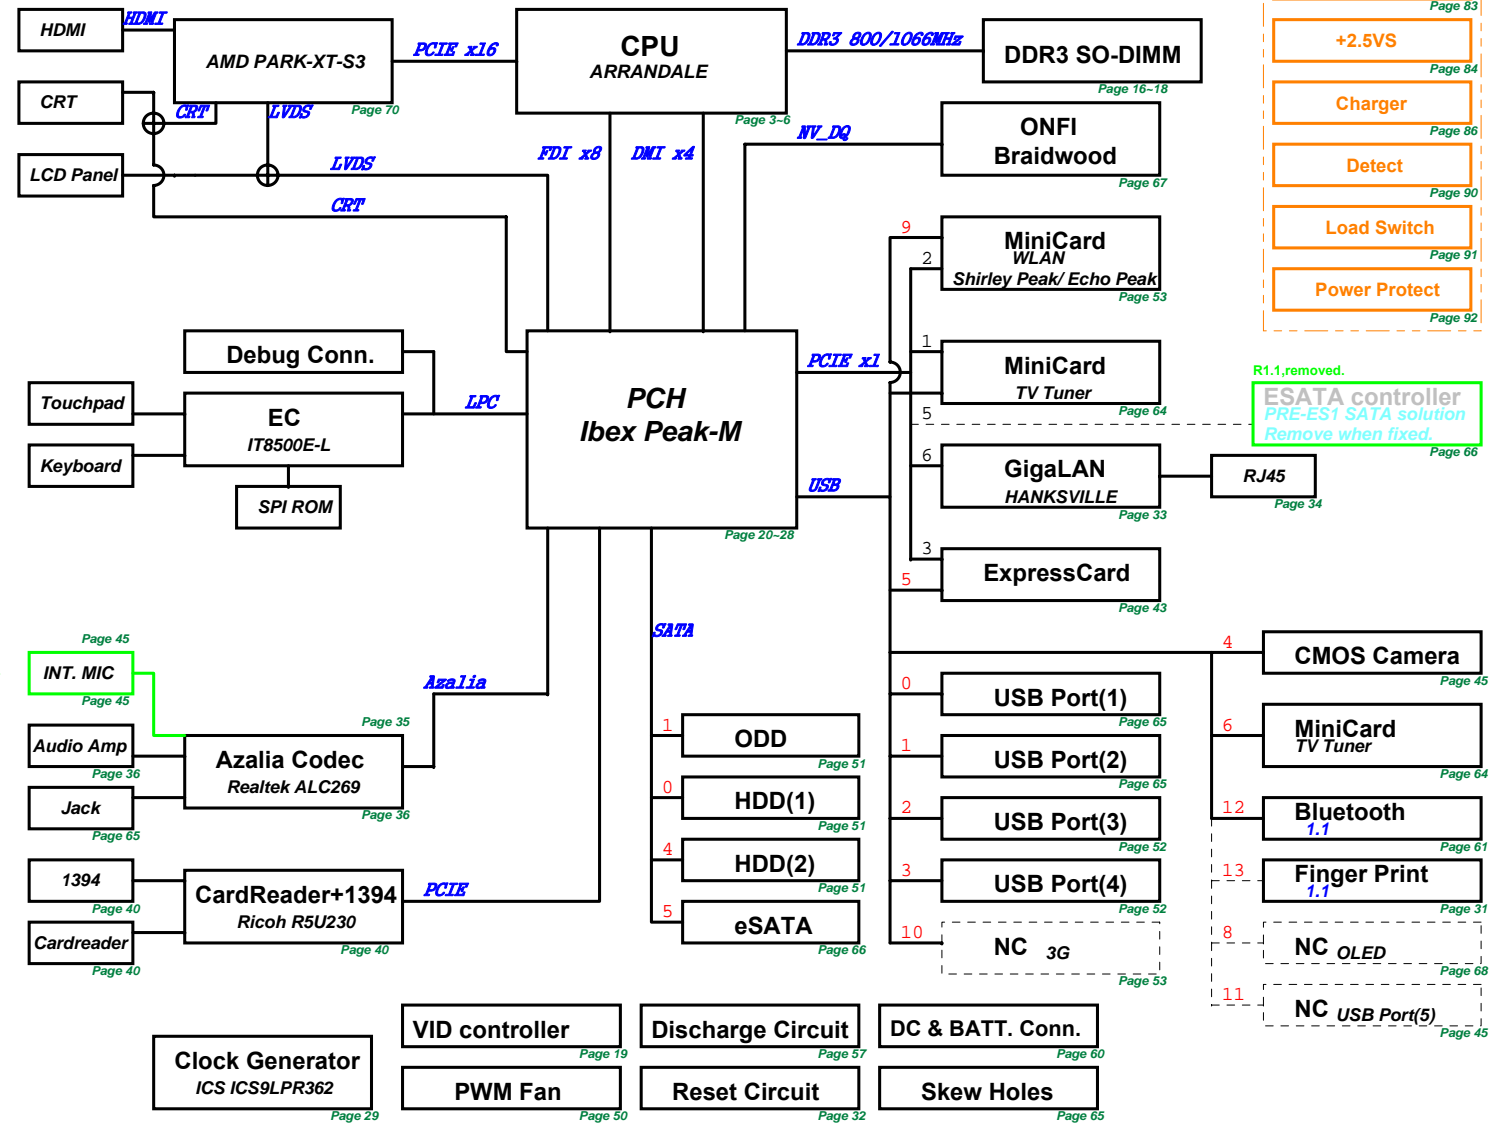 HDMI
HDMI
AMD PARK-XT-S3
Page 70
PCIE x16
CPU
ARRANDALE
Page 3~6
DDR3 800/1066MHz
DDR3 SO-DIMM
Page 16~18
Page 83
+2.5VS
Page 84
Charger
Page 86
Detect
Page 90
Load Switch
Page 91
Power Protect
Page 92
CRT
CRT
LVDS
LCD Panel
LVDS
CRT
FDI x8
DMI x4
NV_DQ
ONFI
Braidwood
Page 67
9
2
MiniCard
WLAN
Shirley Peak/ Echo Peak
Page 53
Debug Conn.
Touchpad
Keyboard
EC
IT8500E-L
SPI ROM
LPC
PCH
Ibex Peak-M
Page 20~28
PCIE x1
1
MiniCard
TV Tuner
Page 64
5
R1.1,removed.
ESATA controller
PRE-ES1 SATA solution
Remove when fixed.
Page 66
6
GigaLAN
HANKSVILLE
Page 33
RJ45
Page 34
USB
3
5
ExpressCard
Page 43
Page 45
INT. MIC
Page 45
Azalia
Page 35
Audio Amp
Page 36
Azalia Codec
Realtek ALC269
Page 36
Jack
Page 65
1394
Page 40
CardReader+1394
Ricoh R5U230
Page 40
Cardreader
Page 40
PCIE
SATA
1
ODD
Page 51
0
HDD(1)
Page 51
4
HDD(2)
Page 51
5
eSATA
Page 66
0
USB Port(1)
Page 65
1
USB Port(2)
Page 65
2
USB Port(3)
Page 52
3
USB Port(4)
Page 52
10
NC 3G
Page 53
4
CMOS Camera
Page 45
6
MiniCard
TV Tuner
Page 64
12
Bluetooth
1.1
Page 61
13
Finger Print
1.1
Page 31
8
NC OLED
Page 68
11
NC USB Port(5)
Page 45
Clock Generator
ICS ICS9LPR362
Page 29
VID controller
Page 19
Discharge Circuit
Page 57
DC & BATT. Conn.
Page 60
PWM Fan
Page 50
Reset Circuit
Page 32
Skew Holes
Page 65